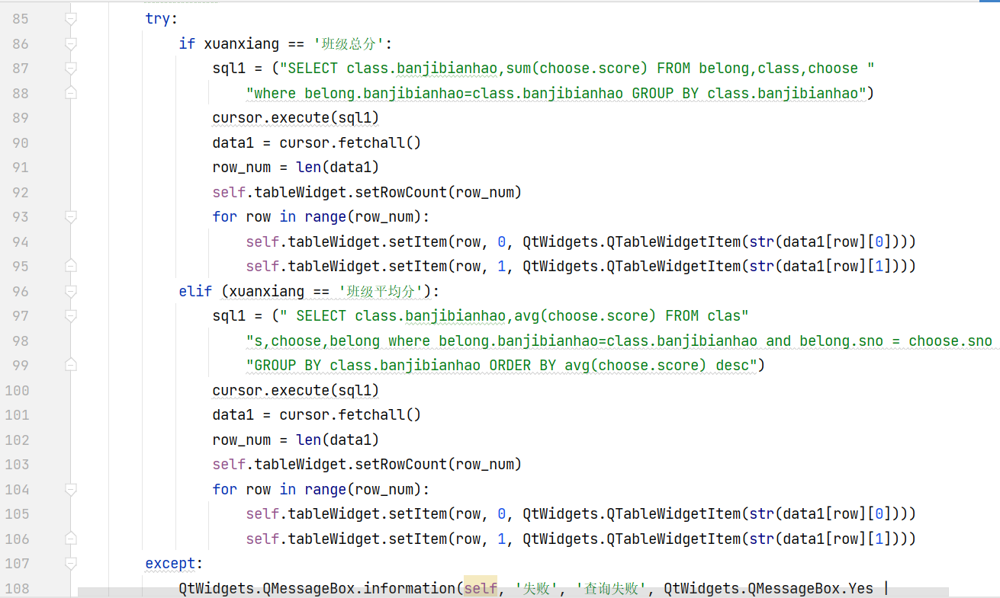 85 try:
86 if xuanxiang == '班级总分':
87 sql1 = ("SELECT class.banjibianhao,sum(choose.score) FROM belong,class,choose "
88 "where belong.banjibianhao=class.banjibianhao GROUP BY class.banjibianhao")
89 cursor.execute(sql1)
90 data1 = cursor.fetchall()
91 row_num = len(data1)
92 self.tableWidget.setRowCount(row_num)
93 for row in range(row_num):
94 self.tableWidget.setItem(row, 0, QtWidgets.QTableWidgetItem(str(data1[row][0])))
95 self.tableWidget.setItem(row, 1, QtWidgets.QTableWidgetItem(str(data1[row][1])))
96 elif (xuanxiang == '班级平均分'):
97 sql1 = (" SELECT class.banjibianhao,avg(choose.score) FROM clas"
98 "s,choose,belong where belong.banjibianhao=class.banjibianhao and belong.sno = choose.sno
99 "GROUP BY class.banjibianhao ORDER BY avg(choose.score) desc")
100 cursor.execute(sql1)
101 data1 = cursor.fetchall()
102 row_num = len(data1)
103 self.tableWidget.setRowCount(row_num)
104 for row in range(row_num):
105 self.tableWidget.setItem(row, 0, QtWidgets.QTableWidgetItem(str(data1[row][0])))
106 self.tableWidget.setItem(row, 1, QtWidgets.QTableWidgetItem(str(data1[row][1])))
107 except:
108 QtWidgets.QMessageBox.information(self, '失败', '查询失败', QtWidgets.QMessageBox.Yes |